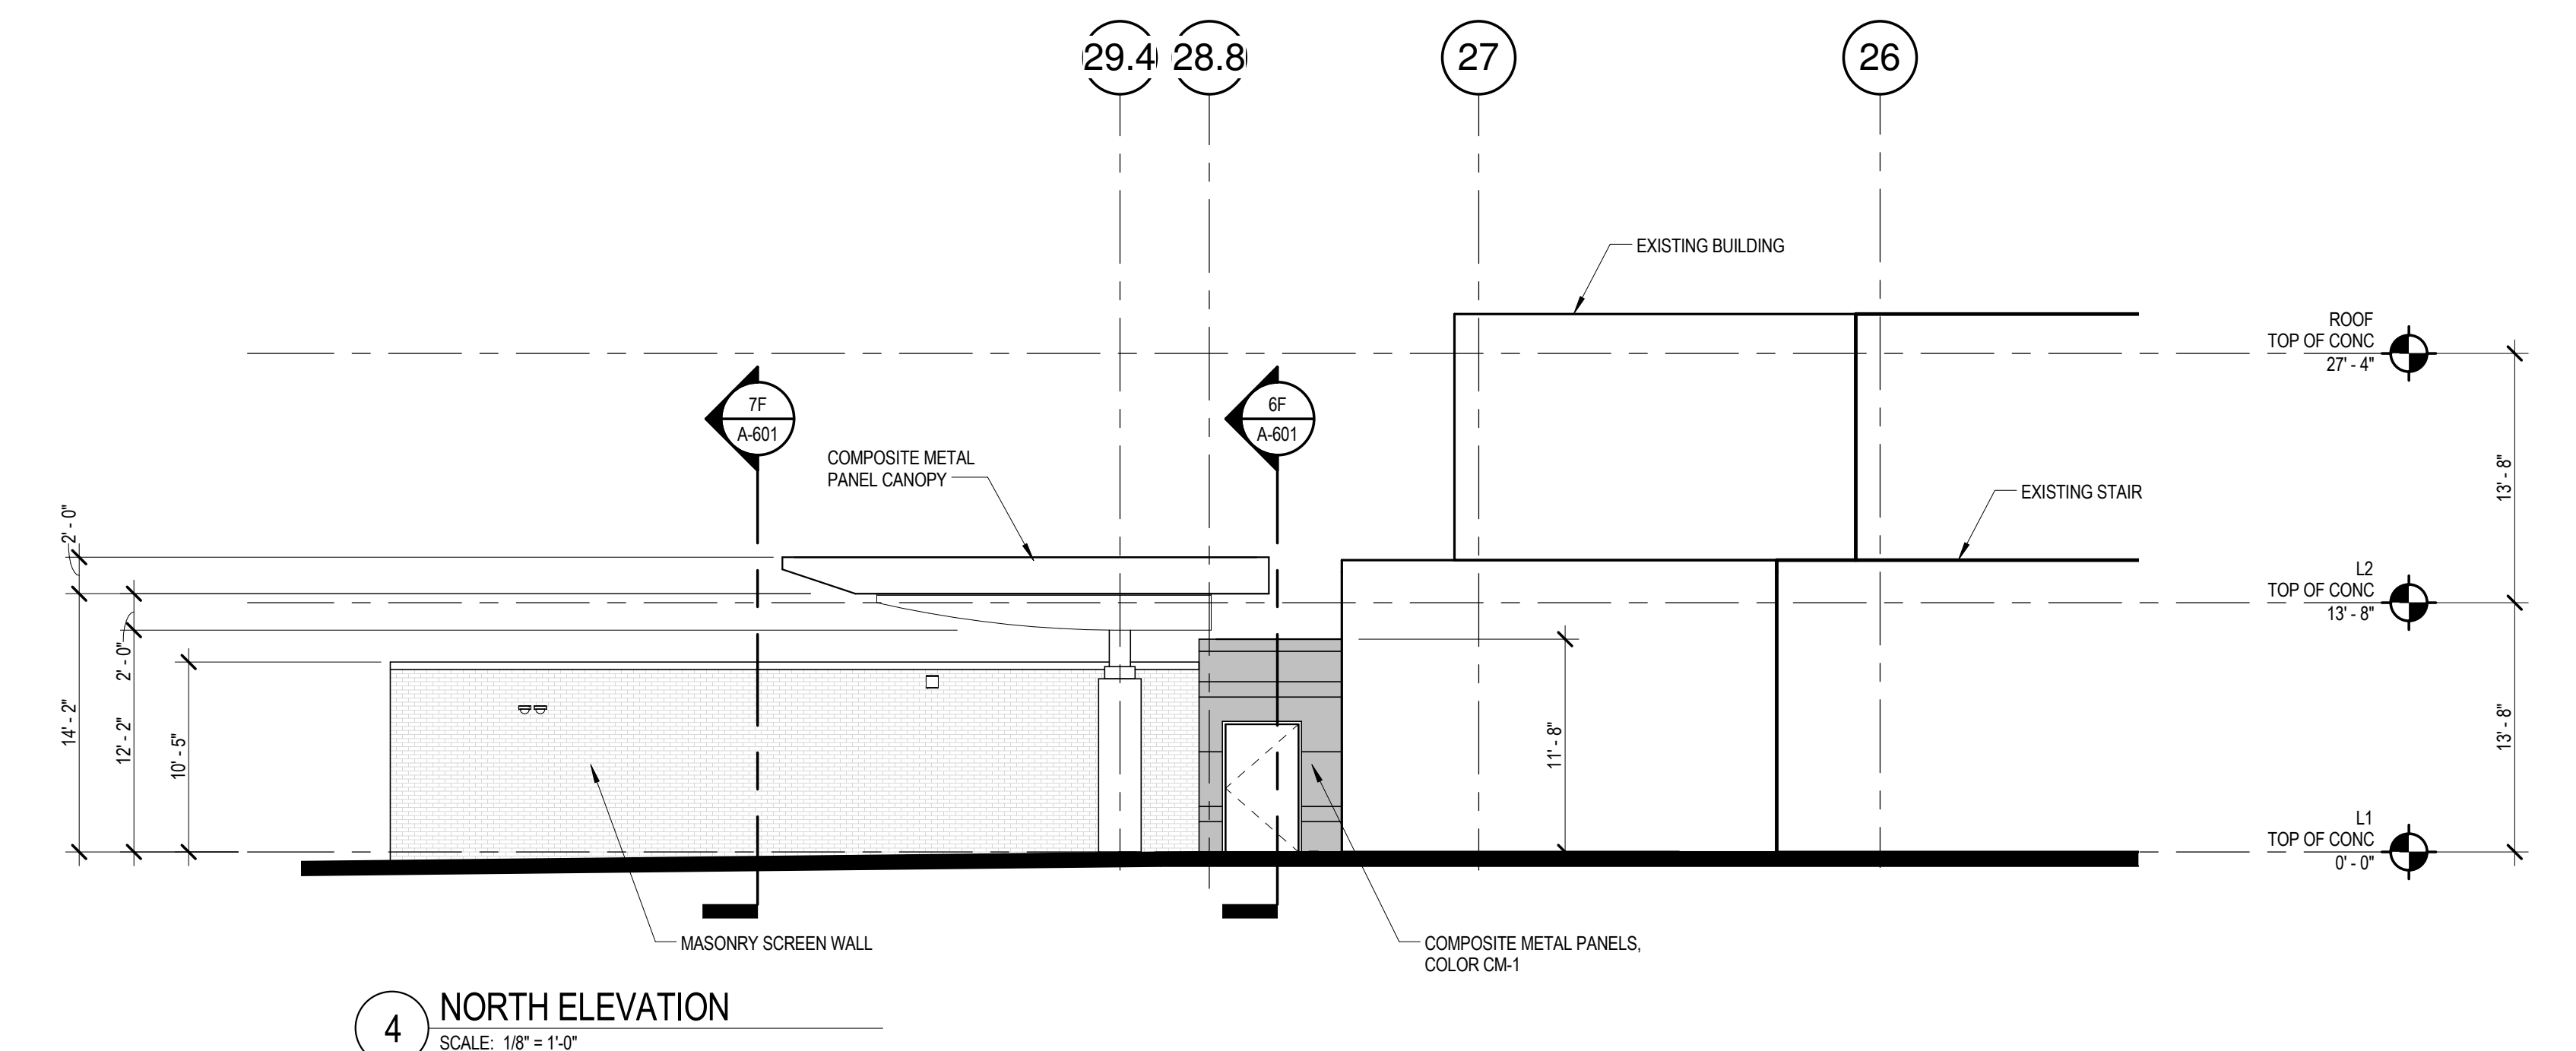 29.4
28.8
27
26
EXISTING BUILDING
ROOF
TOP OF CONC
27' - 4"
7F
A-601
6F
A-601
COMPOSITE METAL
PANEL CANOPY
EXISTING STAIR
13' - 8"
2' - 0"
L2
TOP OF CONC
13' - 8"
2' - 0"
14' - 2"
12' - 2"
10' - 5"
11' - 8"
13' - 8"
L1
TOP OF CONC
0' - 0"
MASONRY SCREEN WALL
COMPOSITE METAL PANELS,
COLOR CM-1
4
NORTH ELEVATION
SCALE: 1/8" = 1'-0"